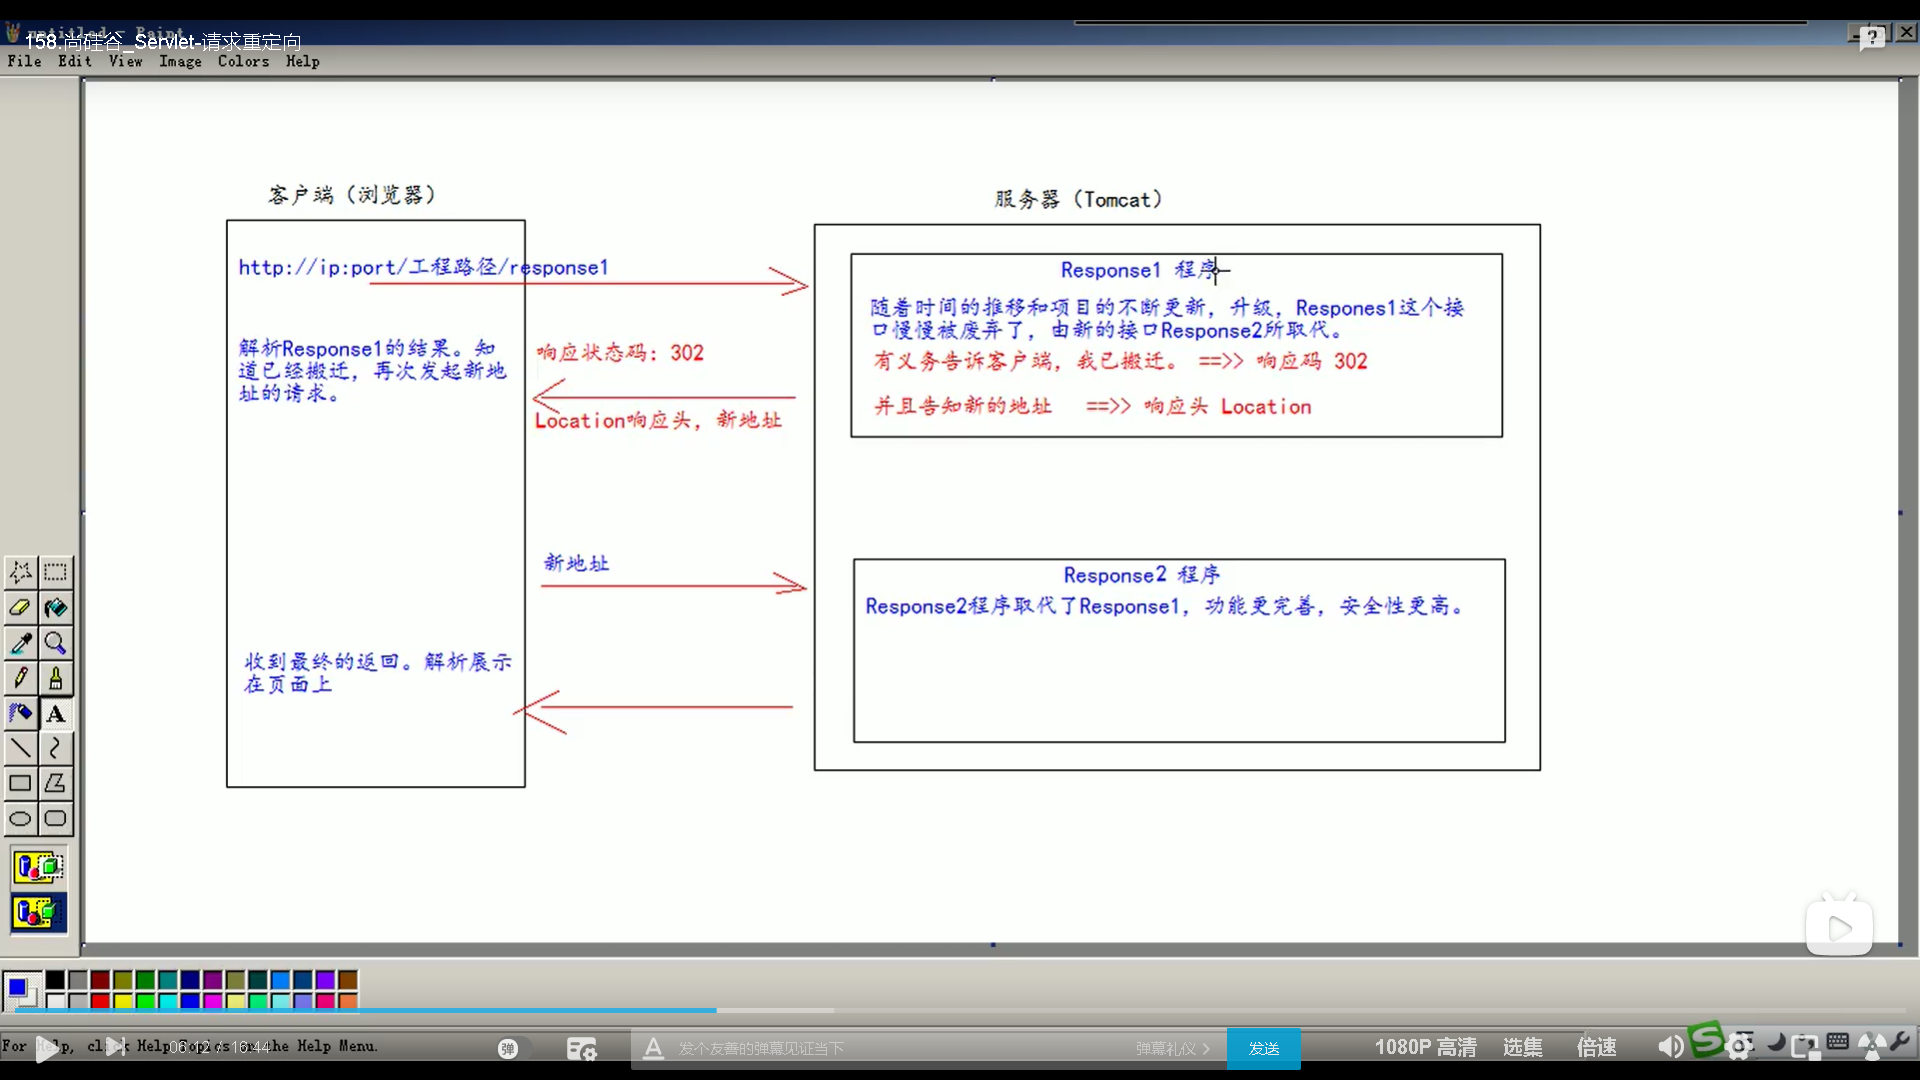 untitled - Paint
158.尚硅谷_Servlet-请求重定向
File Edit View Image Colors Help
客户端（浏览器）
服务器（Tomcat）
http://ip:port/工程路径/response1
Response1 程序
随着时间的推移和项目的不断更新，升级，Respones1这个接
口慢慢被废弃了，由新的接口Response2所取代。
有义务告诉客户端，我已搬迁。 ==>> 响应码 302
并且告知新的地址 ==>> 响应头 Location
解析Response1的结果。知
道已经搬迁，再次发起新地
址的请求。
响应状态码：302
Location响应头，新地址
新地址
Response2 程序
Response2程序取代了Response1，功能更完善，安全性更高。
收到最终的返回。解析展示
在页面上
A
For Help, click Help Topics on the Help Menu.
06:12 / 16:44
弹
A 发个友善的弹幕见证当下
弹幕礼仪 >
发送
1080P 高清
选集
倍速
S